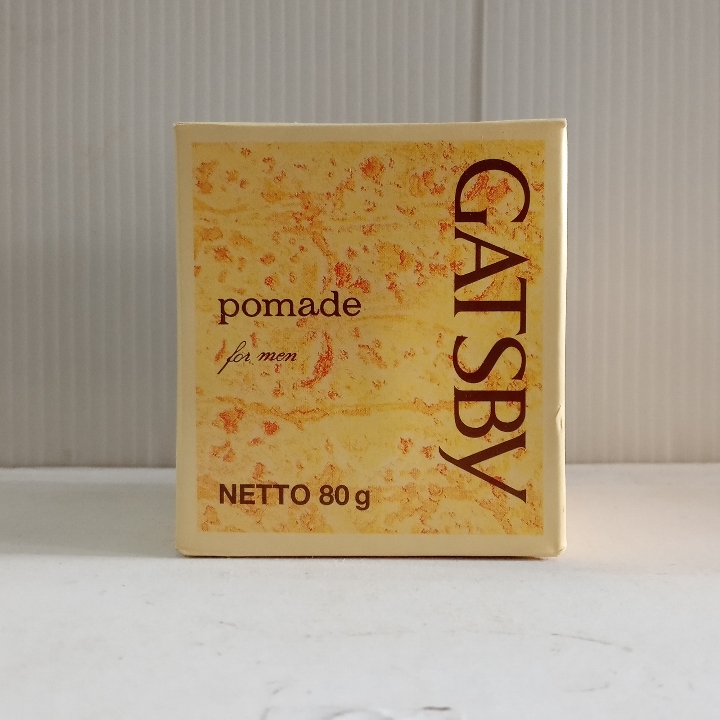 GATSBY
pomade
for men
NETTO 80 g